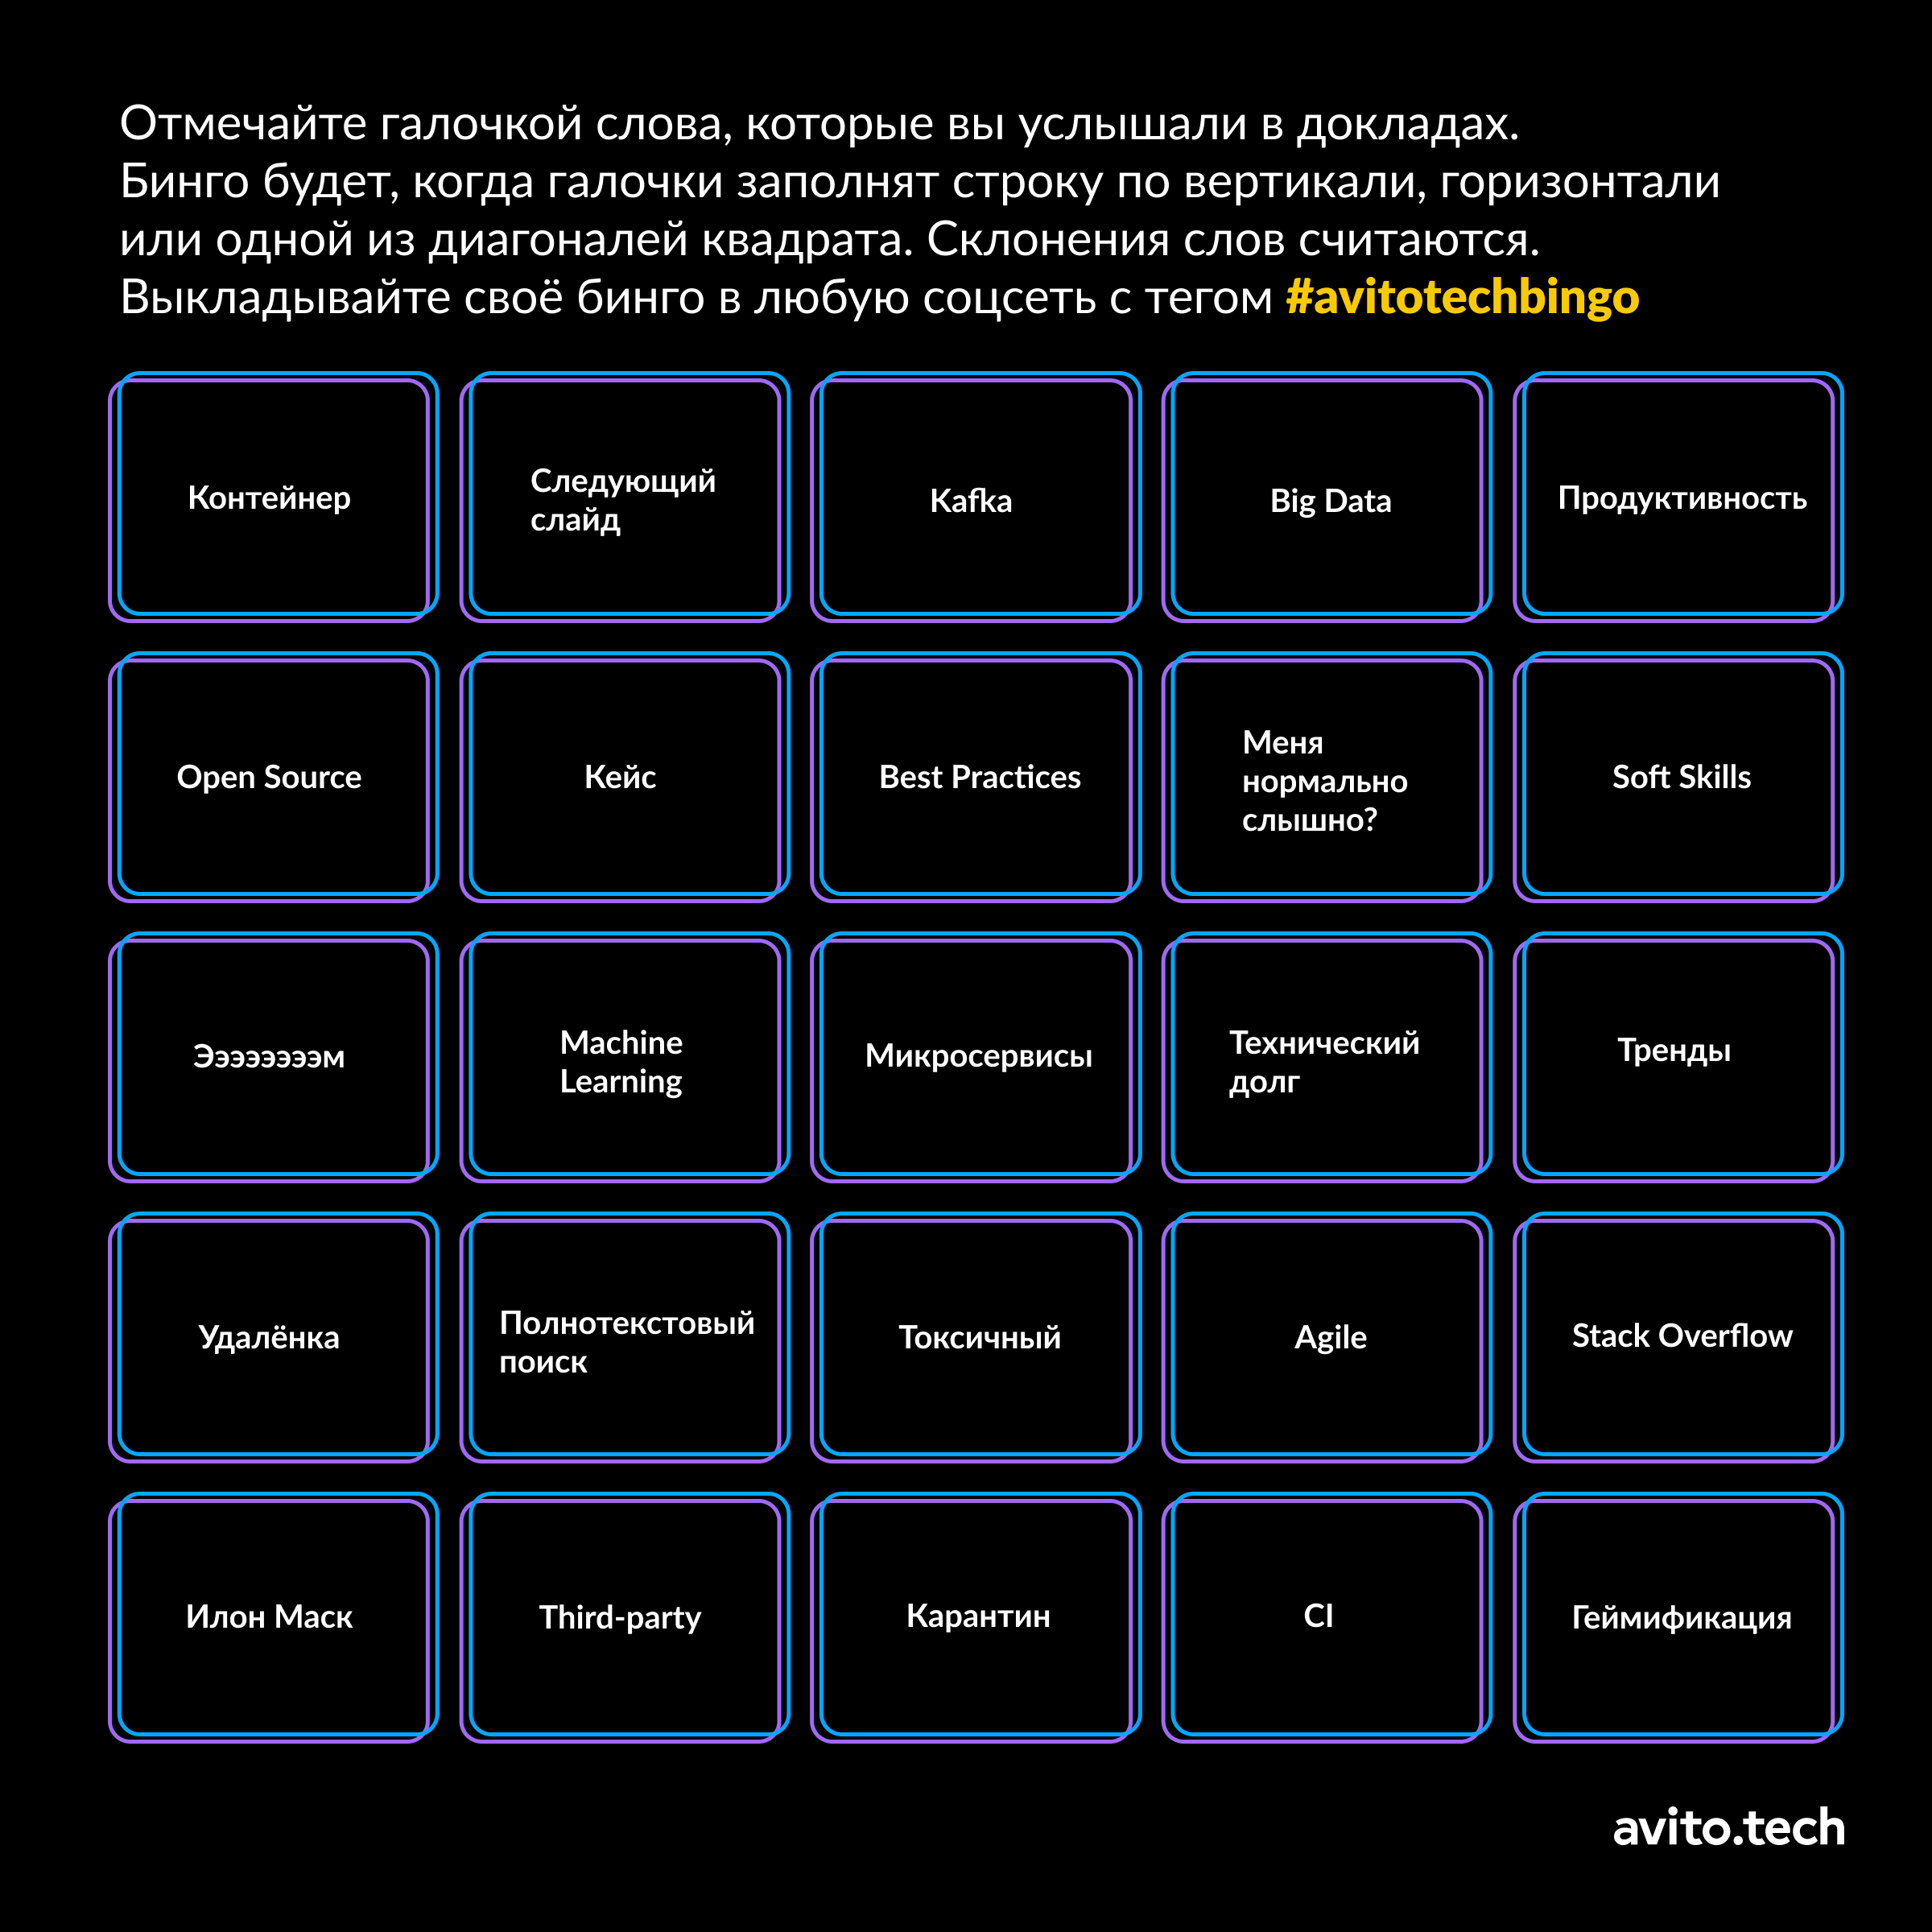 Отмечайте галочкой слова, которые вы услышали в докладах.
Бинго будет, когда галочки заполнят строку по вертикали, горизонтали
или одной из диагоналей квадрата. Склонения слов считаются.
Выкладывайте своё бинго в любую соцсеть с тегом #avitotechbingo
Контейнер
Следующий
слайд
Kafka
Big Data
Продуктивность
Open Source
Кейс
Best Practices
Меня
нормально
слышно?
Soft Skills
Ээээээээм
Machine
Learning
Микросервисы
Технический
долг
Тренды
Удалёнка
Полнотекстовый
поиск
Токсичный
Agile
Stack Overflow
Илон Маск
Third-party
Карантин
CI
Геймификация
avito.tech